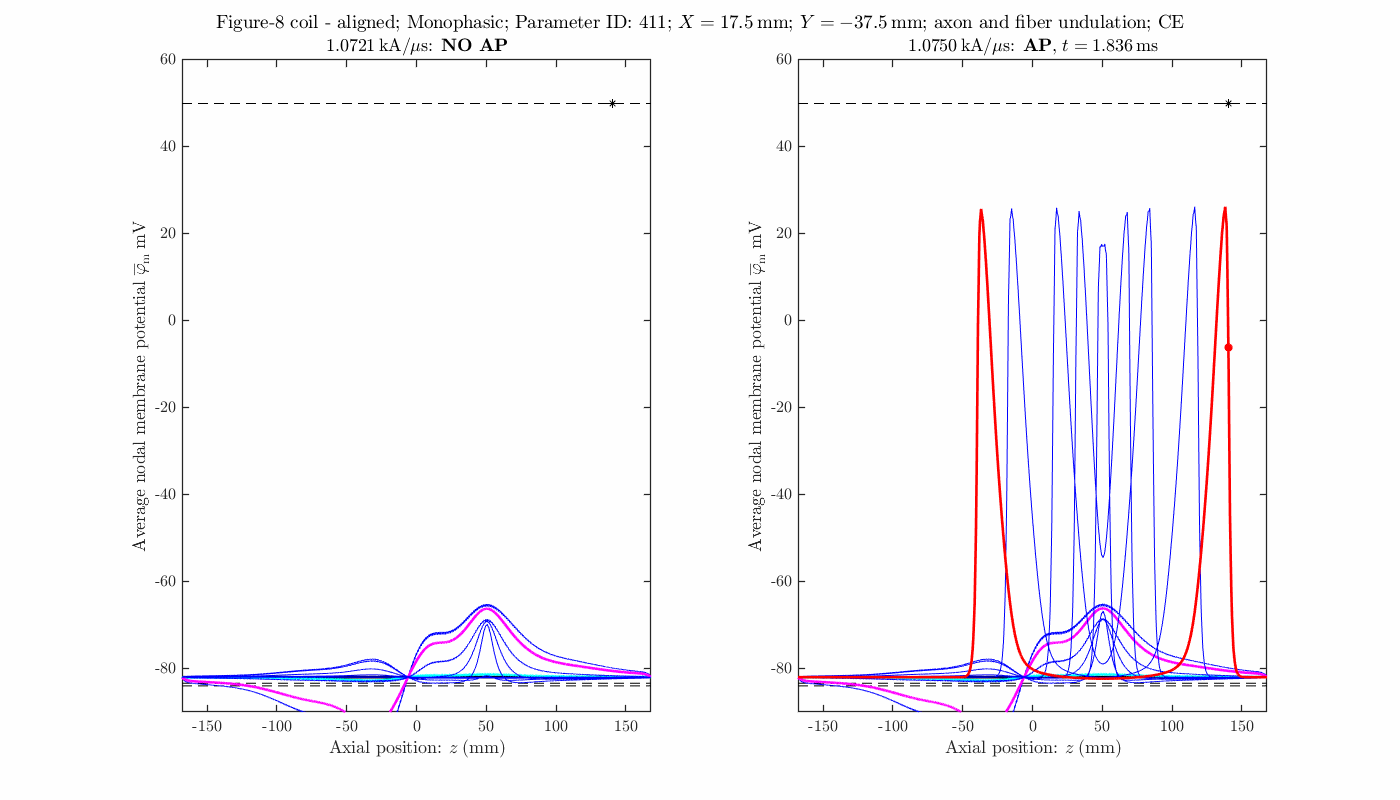 Figure-8 coil - aligned; Monophasic; Parameter ID: 411; X = 17.5 mm; Y = −37.5 mm; axon and fiber undulation; CE
1.0721 kA/μs: NO AP
60
40
20
0
-20
-40
-60
-80
Average nodal membrane potential φ̅m mV
-150 -100 -50 0 50 100 150
Axial position: z (mm)
1.0750 kA/μs: AP, t = 1.836 ms
60
40
20
0
-20
-40
-60
-80
Average nodal membrane potential φ̅m mV
-150 -100 -50 0 50 100 150
Axial position: z (mm)